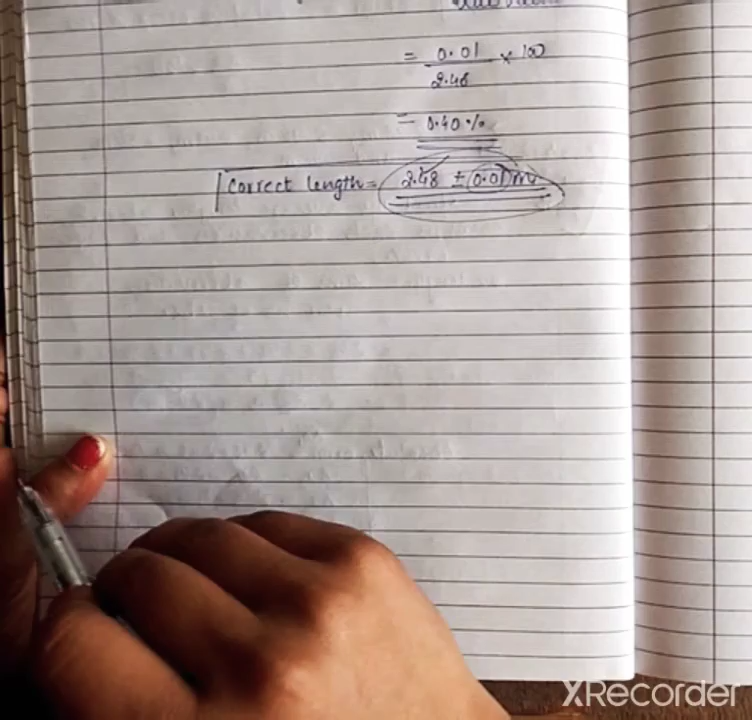 = 0.01 × 100
2.48
= 0.40 %
Correct length = 2.48 ± 0.01 m
XRecorder